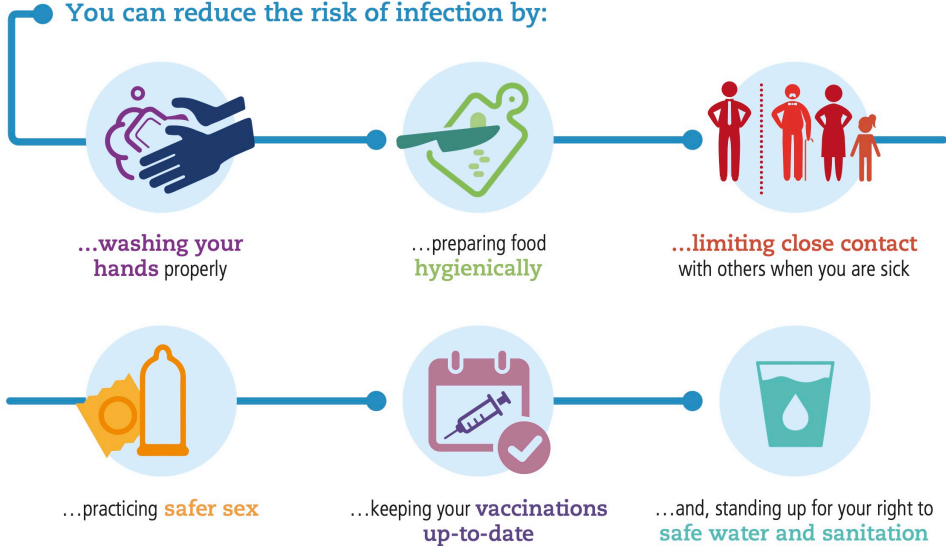 You can reduce the risk of infection by:
...washing your
hands properly
...preparing food
hygienically
...limiting close contact
with others when you are sick
...practicing safer sex
...keeping your vaccinations
up-to-date
...and, standing up for your right to
safe water and sanitation